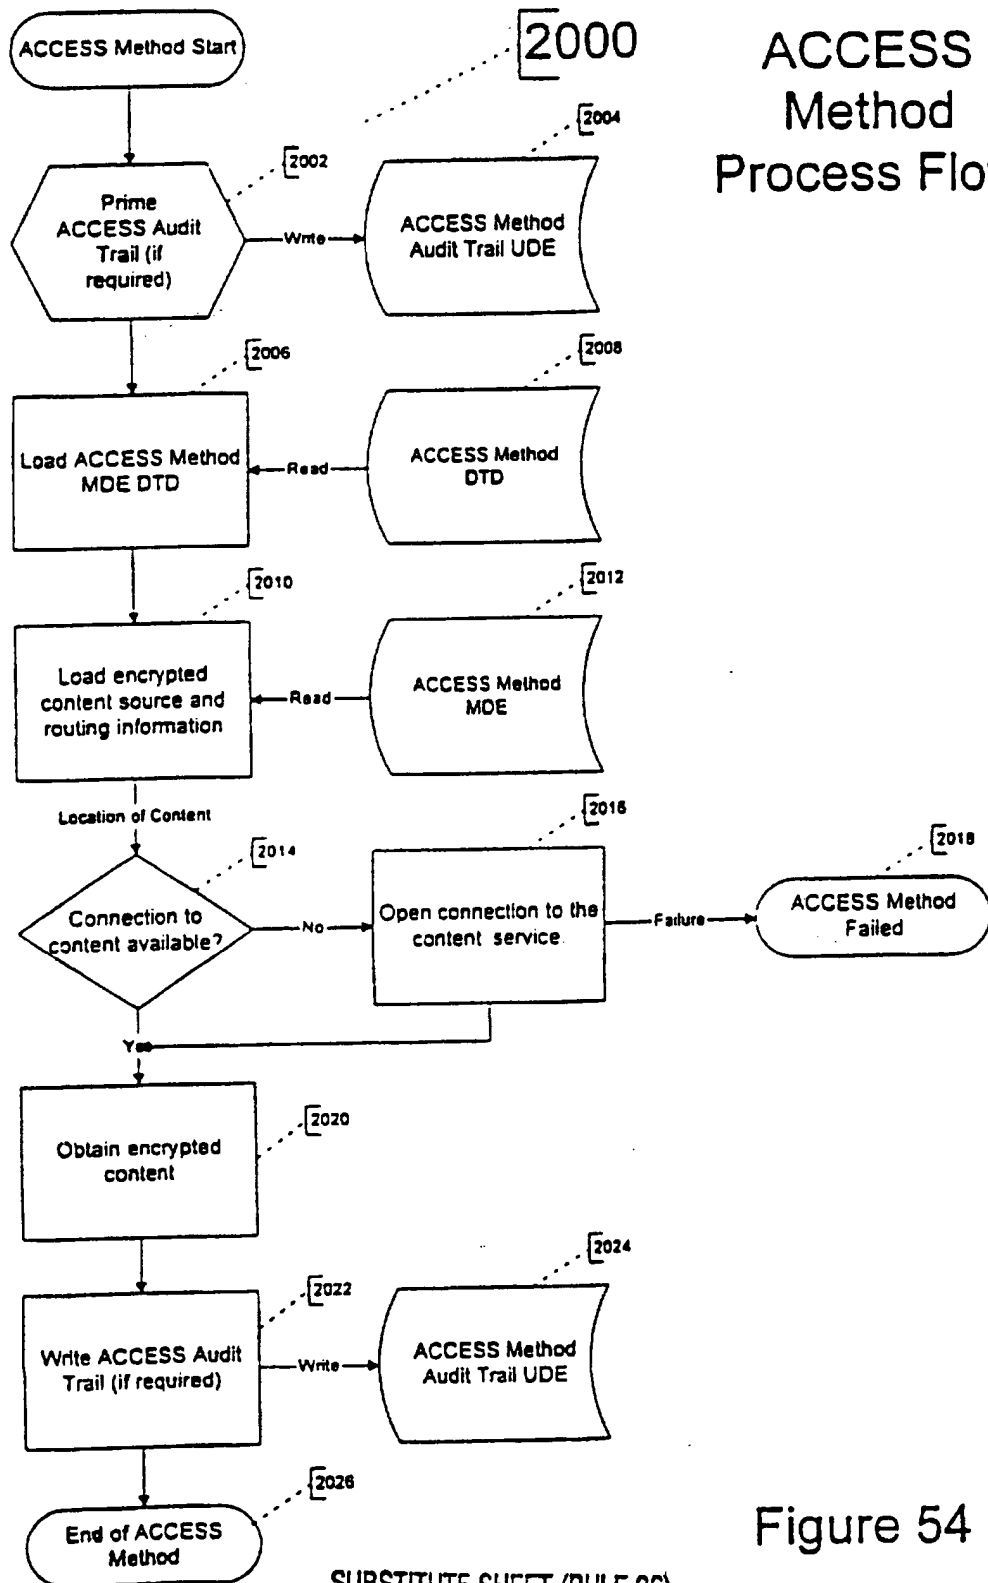 ACCESS Method Start
2000
ACCESS
Method
Process Flo
2002
2004
Prime
ACCESS Audit
Trail (if
required)
Write
ACCESS Method
Audit Trail UDE
2006
2008
Load ACCESS Method
MDE DTD
Read
ACCESS Method
DTD
2010
2012
Load encrypted
content source and
routing information
Read
ACCESS Method
MDE
Location of Content
2014
2016
2018
Connection to
content available?
No
Open connection to the
content service.
Failure
ACCESS Method
Failed
2020
Obtain encrypted
content
2022
2024
Write ACCESS Audit
Trail (if required)
Write
ACCESS Method
Audit Trail UDE
2026
End of ACCESS
Method
Figure 54
SUBSTITUTE SHEET (RULE 26)